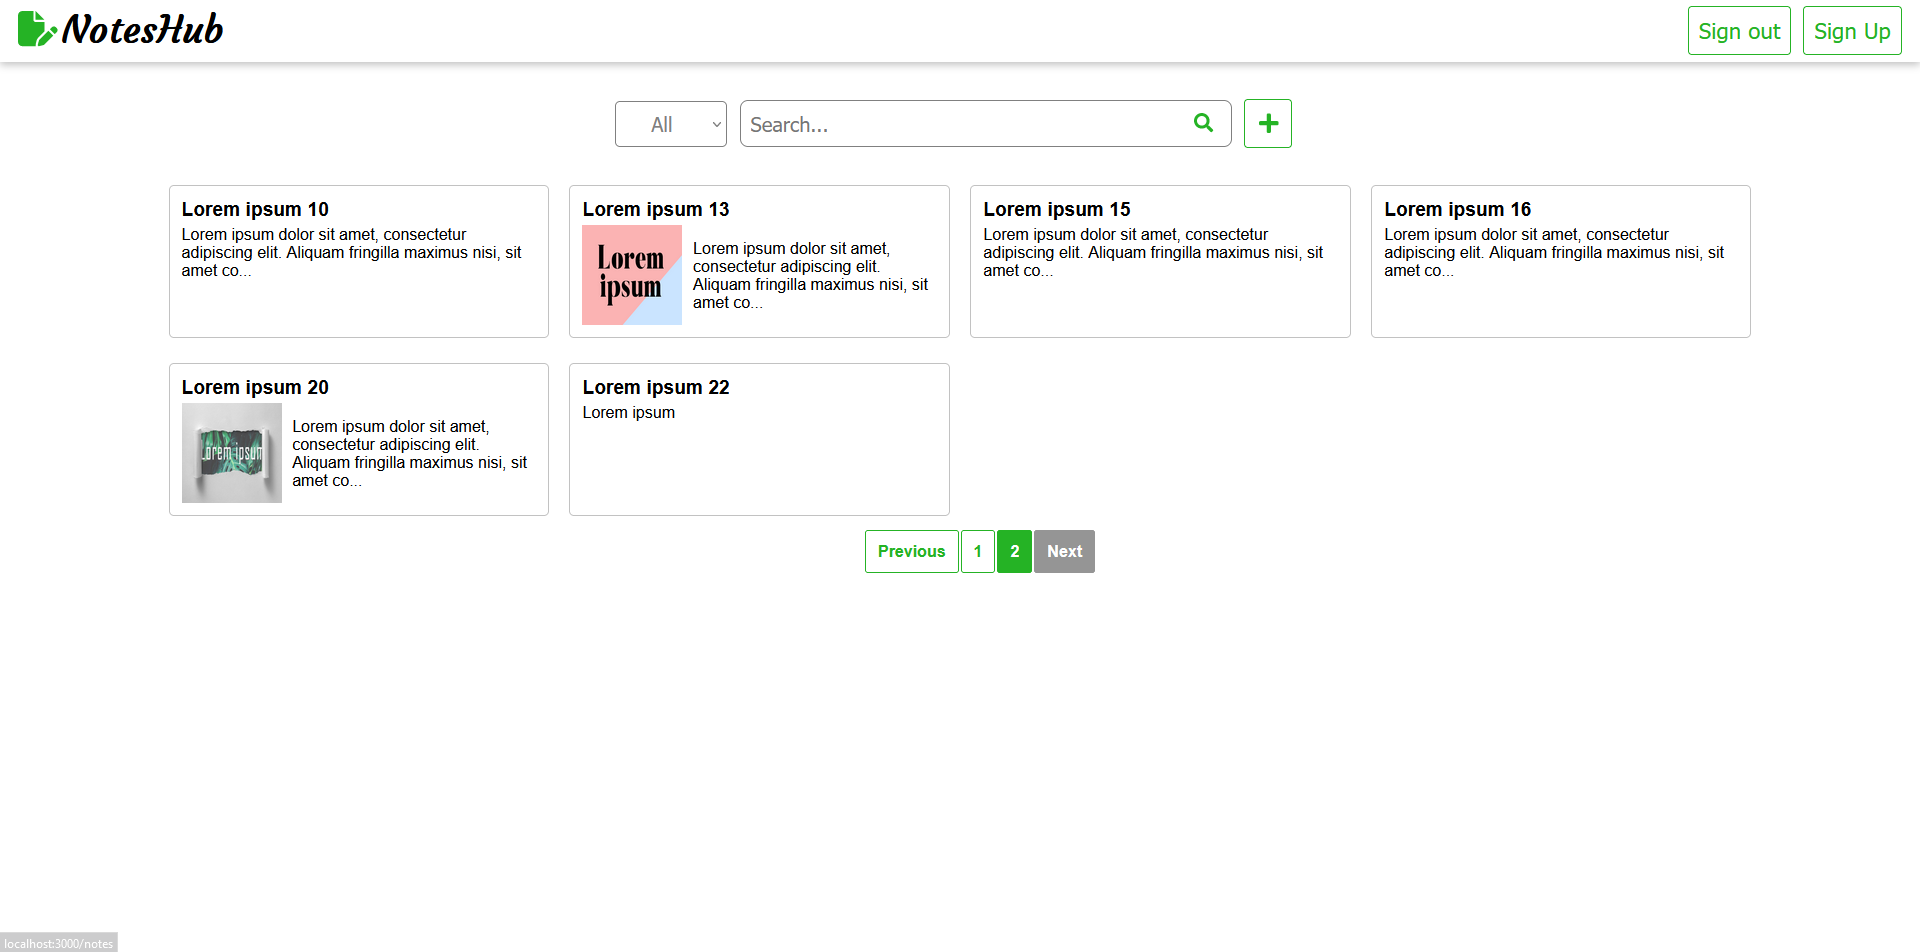 NotesHub
Sign out
Sign Up
All
Search...
Lorem ipsum 10
Lorem ipsum dolor sit amet, consectetur
adipiscing elit. Aliquam fringilla maximus nisi, sit
amet co...
Lorem ipsum 13
Lorem
ipsum
Lorem ipsum dolor sit amet,
consectetur adipiscing elit.
Aliquam fringilla maximus nisi, sit
amet co...
Lorem ipsum 15
Lorem ipsum dolor sit amet, consectetur
adipiscing elit. Aliquam fringilla maximus nisi, sit
amet co...
Lorem ipsum 16
Lorem ipsum dolor sit amet, consectetur
adipiscing elit. Aliquam fringilla maximus nisi, sit
amet co...
Lorem ipsum 20
Lorem ipsum
Lorem ipsum dolor sit amet,
consectetur adipiscing elit.
Aliquam fringilla maximus nisi, sit
amet co...
Lorem ipsum 22
Lorem ipsum
Previous
1
2
Next
localhost:3000/notes